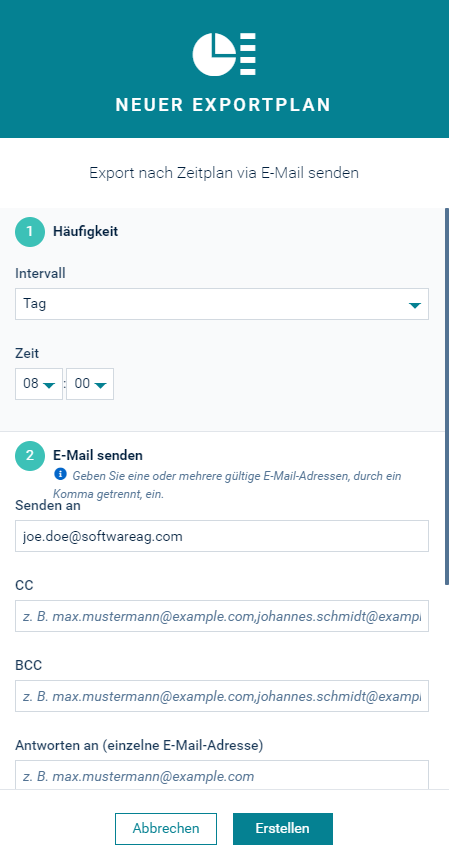 NEUER EXPORTPLAN
Export nach Zeitplan via E-Mail senden
1 Häufigkeit
Intervall
Tag
Zeit
08 : 00
2 E-Mail senden
Geben Sie eine oder mehrere gültige E-Mail-Adressen, durch ein
Komma getrennt, ein.
Senden an
joe.doe@softwareag.com
CC
z. B. max.mustermann@example.com,johannes.schmidt@exampl
BCC
z. B. max.mustermann@example.com,johannes.schmidt@exampl
Antworten an (einzelne E-Mail-Adresse)
z. B. max.mustermann@example.com
Abbrechen Erstellen